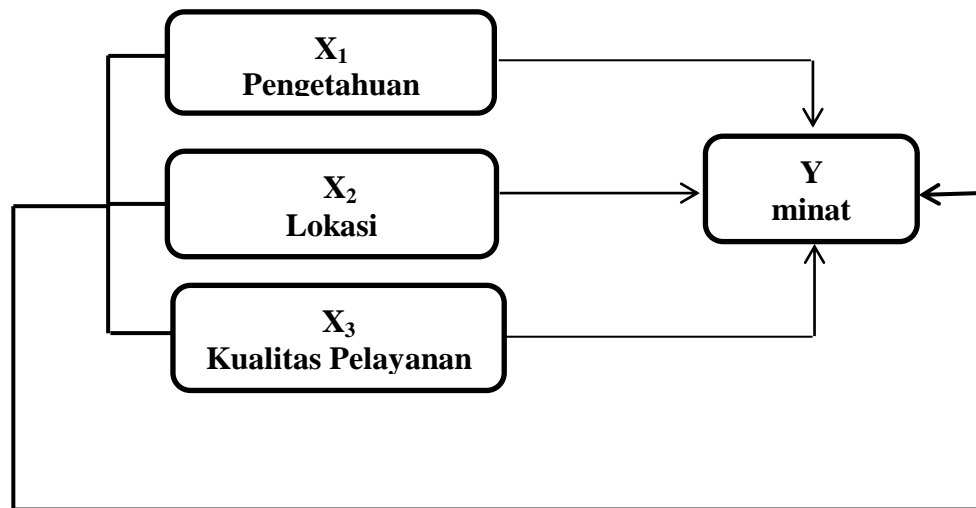 X₁
Pengetahuan
X₂
Lokasi
X₃
Kualitas Pelayanan
Y
minat